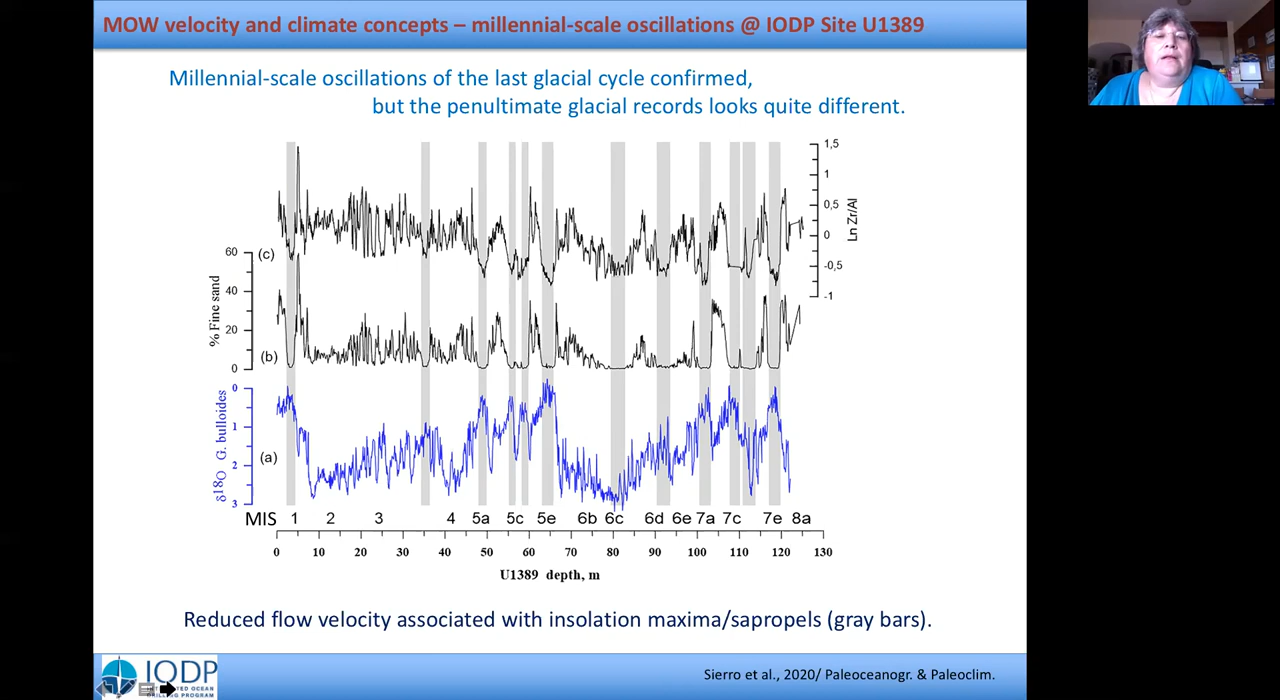 MOW velocity and climate concepts – millennial-scale oscillations @ IODP Site U1389
Millennial-scale oscillations of the last glacial cycle confirmed,
but the penultimate glacial records looks quite different.
1,5
1
0,5
0
-0,5
-1
Ln Zr/Al
(c)
60
40
20
0
% Fine sand
(b)
0
1
2
3
δ18O G. bulloides
(a)
MIS 1 2 3 4 5a 5c 5e 6b 6c 6d 6e 7a 7c 7e 8a
0 10 20 30 40 50 60 70 80 90 100 110 120 130
U1389 depth, m
Reduced flow velocity associated with insolation maxima/sapropels (gray bars).
IODP
Sierro et al., 2020/ Paleoceanogr. & Paleoclim.